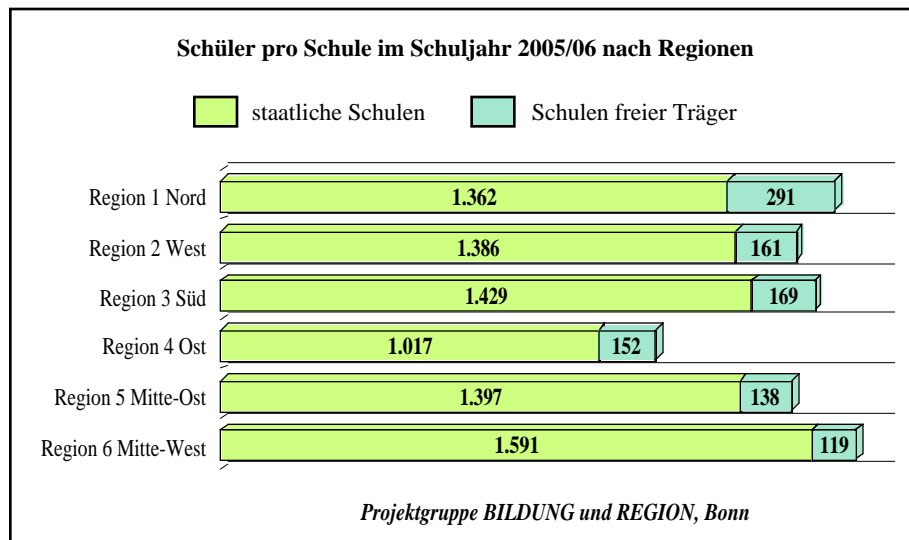 Schüler pro Schule im Schuljahr 2005/06 nach Regionen
staatliche Schulen Schulen freier Träger
Region 1 Nord 1.362 291
Region 2 West 1.386 161
Region 3 Süd 1.429 169
Region 4 Ost 1.017 152
Region 5 Mitte-Ost 1.397 138
Region 6 Mitte-West 1.591 119
Projektgruppe BILDUNG und REGION, Bonn